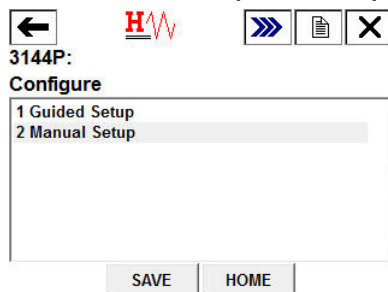 H
3144P:
Configure
1 Guided Setup
2 Manual Setup
SAVE HOME